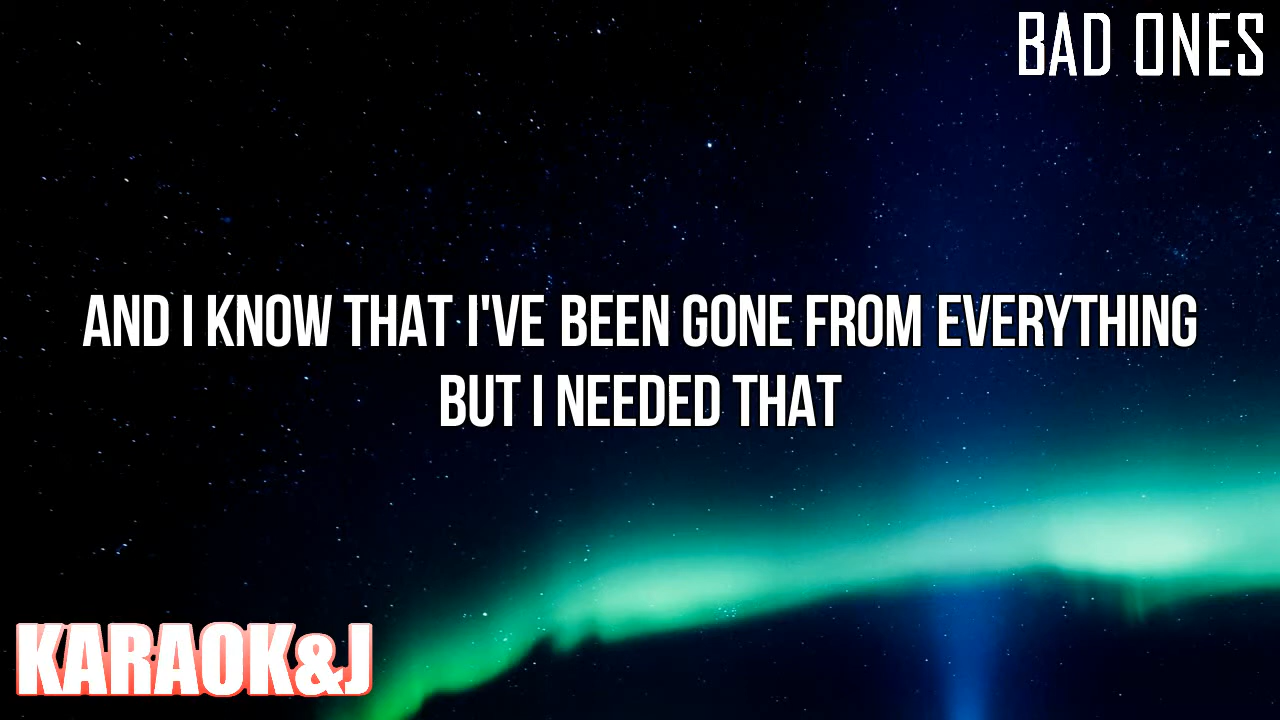 BAD ONES
AND I KNOW THAT I'VE BEEN GONE FROM EVERYTHING
BUT I NEEDED THAT
KARAOK&J